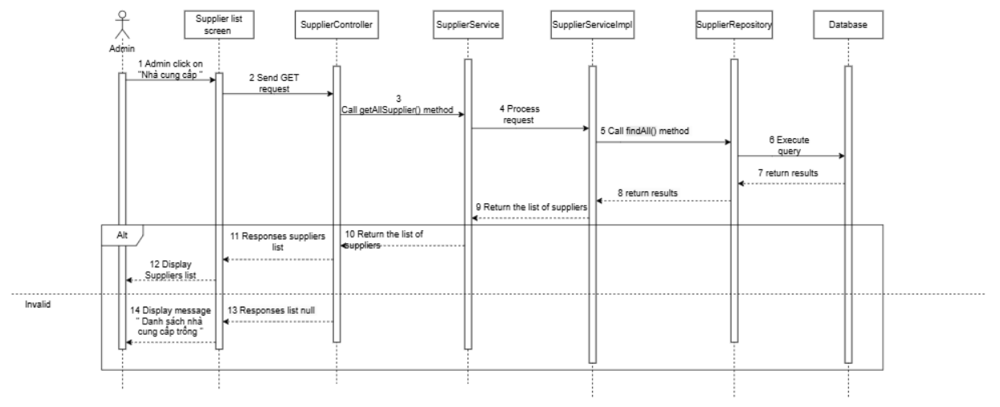 Supplier list
screen
SupplierController
SupplierService
SupplierServiceImpl
SupplierRepository
Database
Admin
1 Admin click on
"Nhà cung cấp "
2 Send GET
request
3
Call getAllSupplier() method
4 Process
request
5 Call findAll() method
6 Execute
query
7 return results
8 return results
9 Return the list of suppliers
Alt
10 Return the list of
suppliers
11 Responses suppliers
list
12 Display
Suppliers list
Invalid
13 Responses list null
14 Display message
" Danh sách nhà
cung cấp trống "